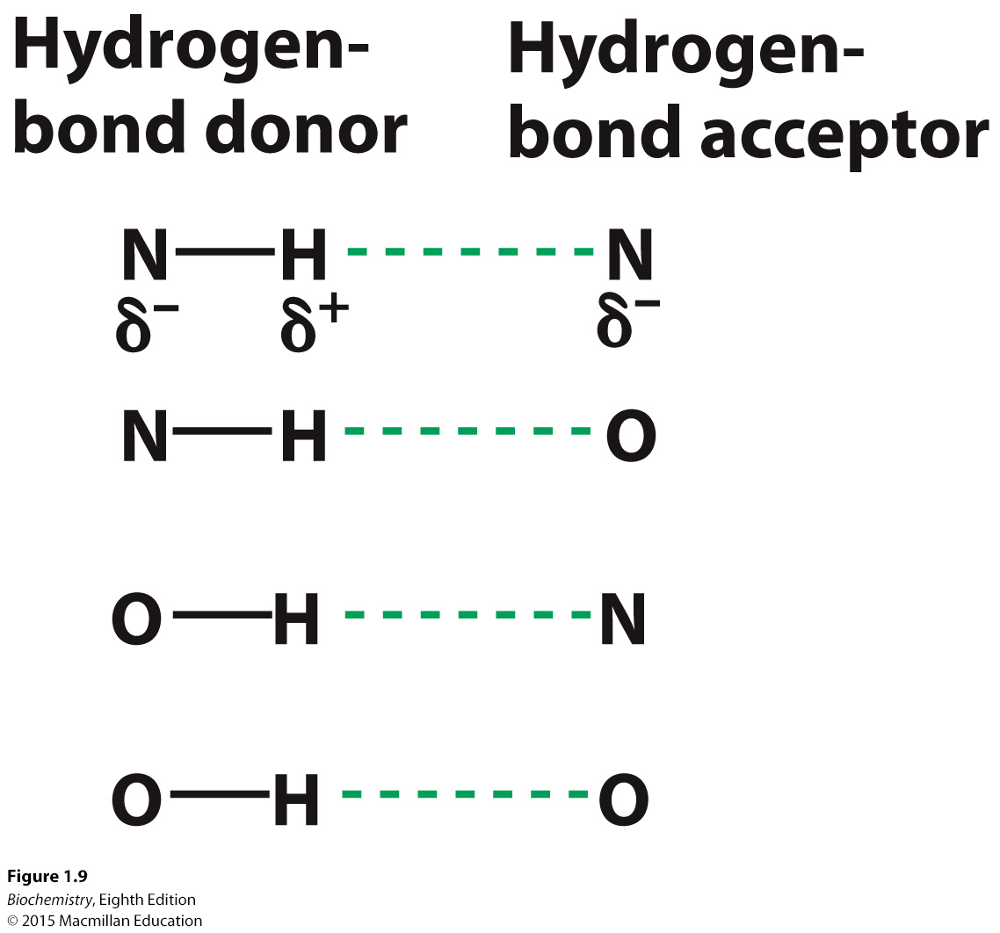 Hydrogen-
bond donor
Hydrogen-
bond acceptor
N H N
δ− δ+ δ−
N H O
O H N
O H O
Figure 1.9
Biochemistry, Eighth Edition
© 2015 Macmillan Education